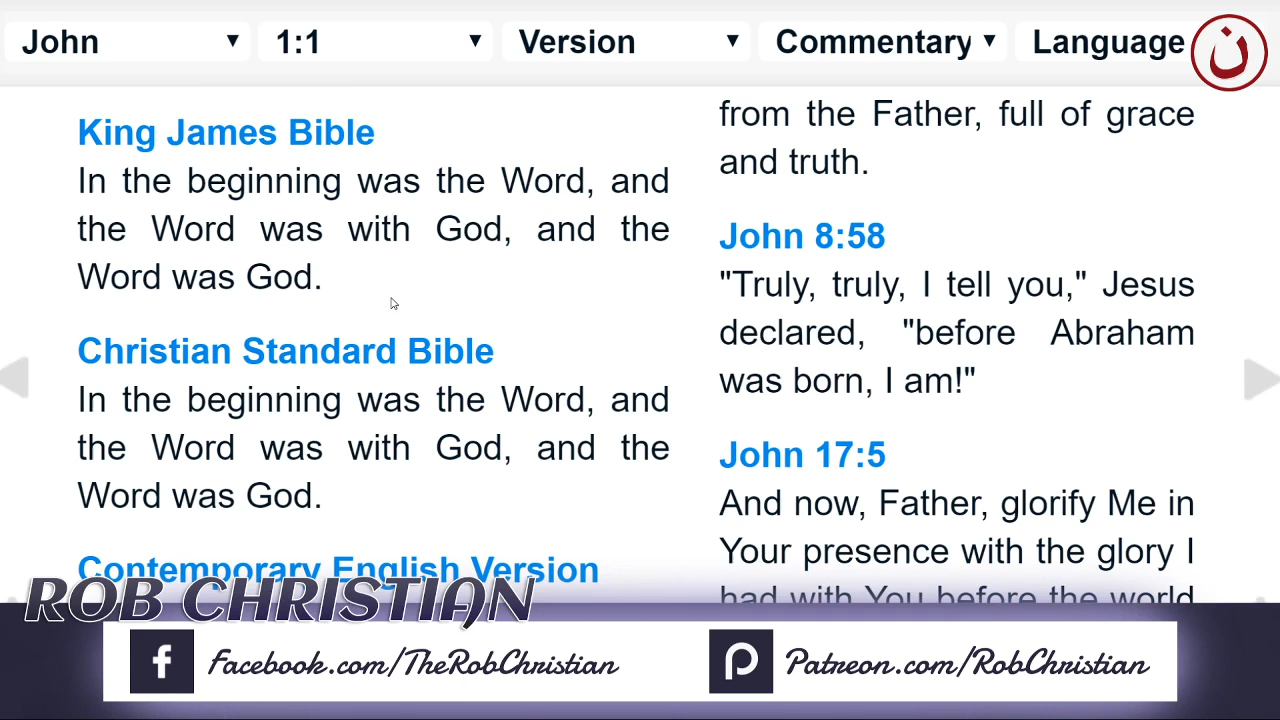 John ▼ 1:1 ▼ Version ▼ Commentary ▼ Language
ن
King James Bible
In the beginning was the Word, and
the Word was with God, and the
Word was God.
Christian Standard Bible
In the beginning was the Word, and
the Word was with God, and the
Word was God.
Contemporary English Version
from the Father, full of grace
and truth.
John 8:58
"Truly, truly, I tell you," Jesus
declared, "before Abraham
was born, I am!"
John 17:5
And now, Father, glorify Me in
Your presence with the glory I
had with You before the world
ROB CHRISTIAN
f Facebook.com/TheRobChristian
Patreon.com/RobChristian